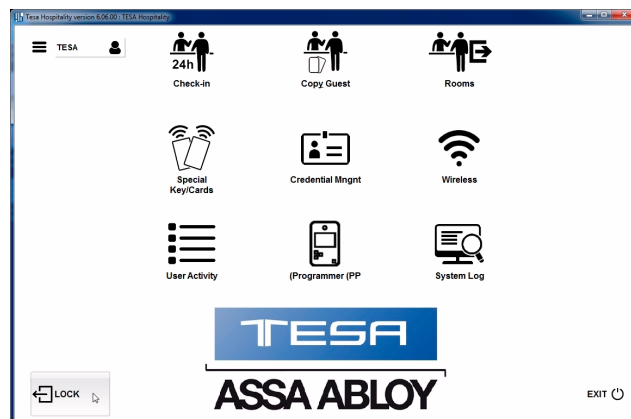 Tesa Hospitality version 6.06.00 : TESA Hospitality
TESA
24h
Check-in
Copy Guest
Rooms
Special
Key/Cards
Credential Mngnt
Wireless
User Activity
(Programmer (PP
System Log
TESA
ASSA ABLOY
LOCK
EXIT